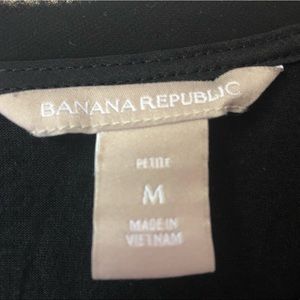 BANANA REPUBLIC
PETITE
M
MADE IN
VIETNAM